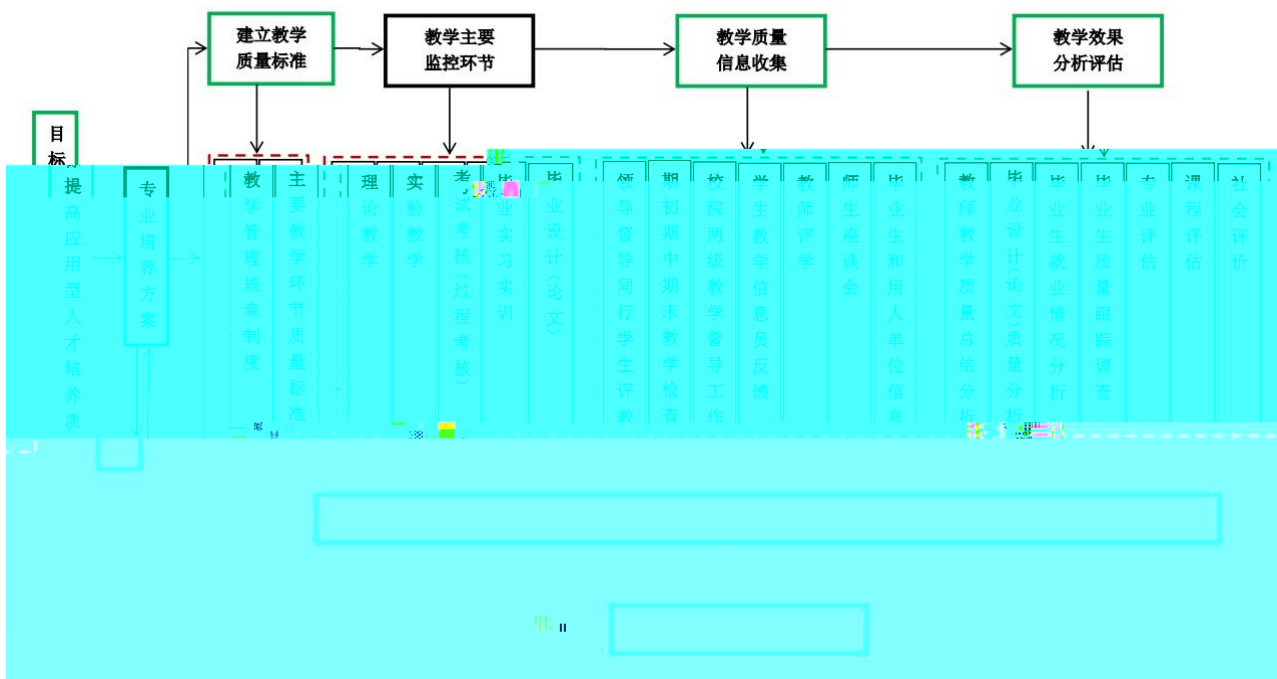 建立教学
质量标准
教学主要
监控环节
教学质量
信息收集
教学效果
分析评估
目标
提高应用型人才培养质
专业培养方案
教学管理规章制度
主要教学环节质量标准
理论教学
实验教学
考试考核（过程考核）
毕业实习实训
毕业设计（论文）
领导督导同行学生评教
期初期中期末教学检查
校院两级教学督导工作
学生教学信息员反馈
教师评学
师生座谈会
毕业生和用人单位信息
教师教学质量总结分析
毕业设计（论文）质量分析
毕业生就业情况分析
毕业生质量跟踪调查
专业评估
课程评估
社会评价